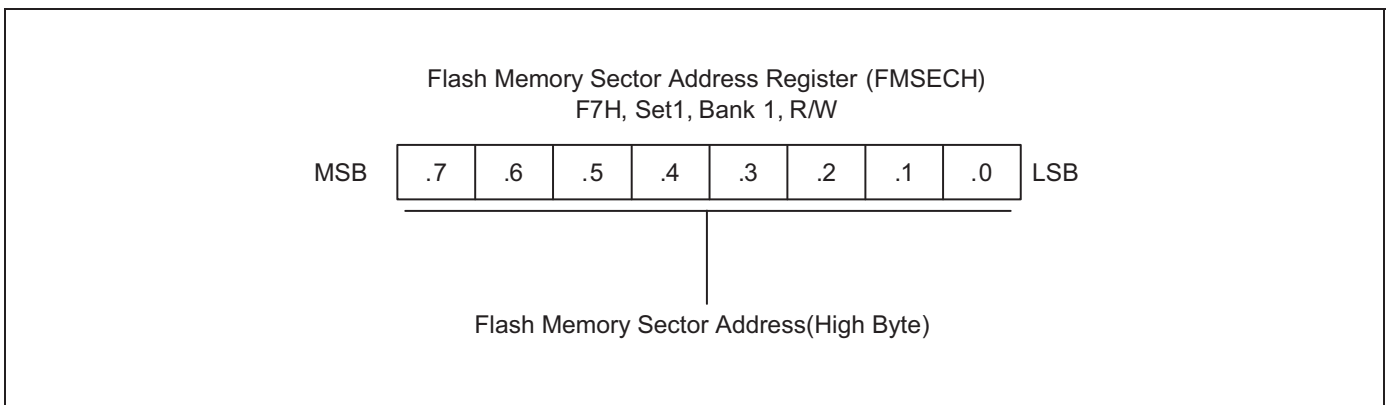 Flash Memory Sector Address Register (FMSECH)
F7H, Set1, Bank 1, R/W
MSB .7 .6 .5 .4 .3 .2 .1 .0 LSB
Flash Memory Sector Address(High Byte)